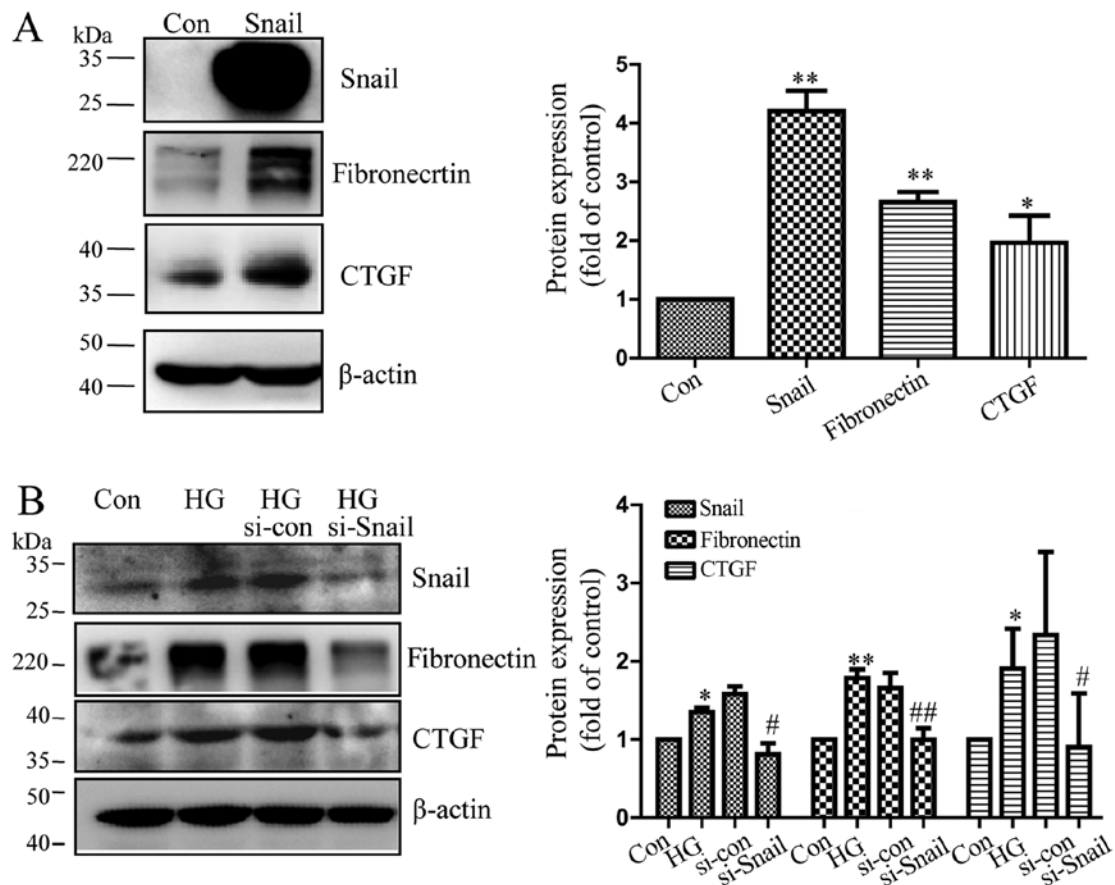 A
kDa
Con Snail
35
25
Snail
220
Fibronecrtin
40
35
CTGF
50
40
β-actin
Protein expression
(fold of control)
5
4
3
2
1
0
**
**
*
Con
Snail
Fibronectin
CTGF
B
Con HG HG HG
si-con si-Snail
kDa
35
25
Snail
220
Fibronectin
40
35
CTGF
50
40
β-actin
Protein expression
(fold of control)
4
3
2
1
0
Snail
Fibronectin
CTGF
*
#
**
##
*
#
Con HG si-con si-Snail Con HG si-con si-Snail Con HG si-con si-Snail